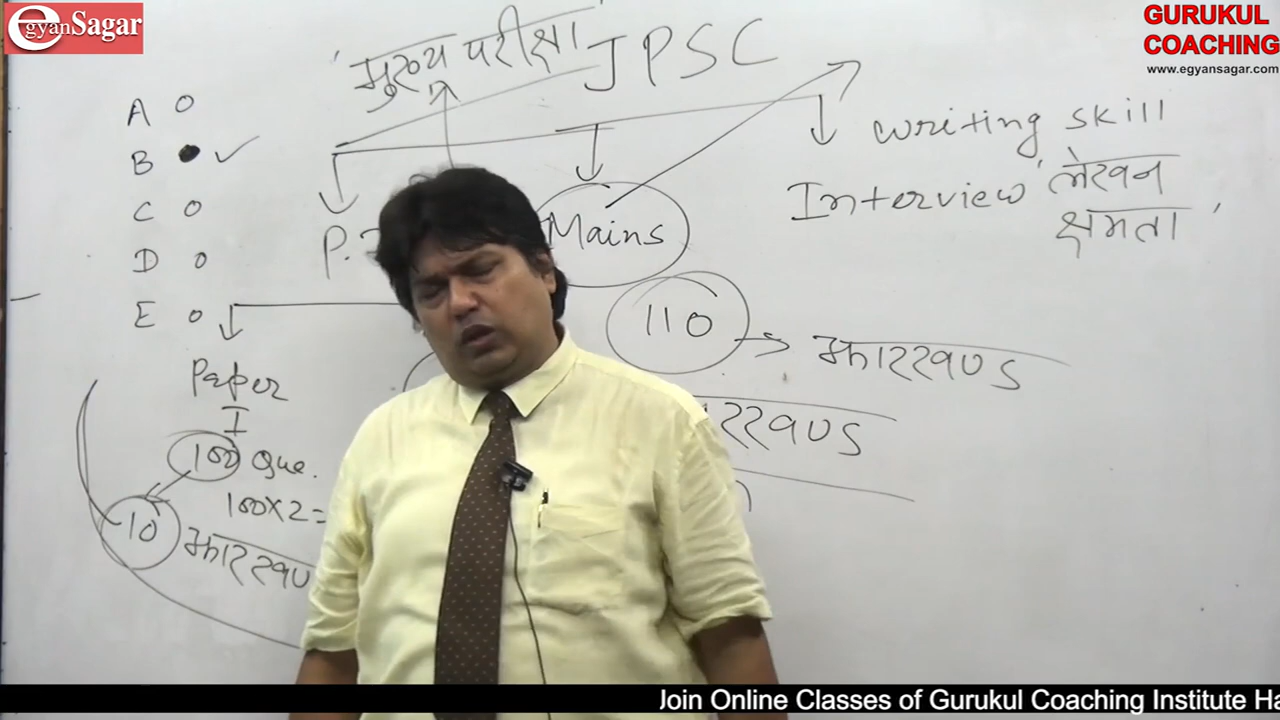 egyanSagar
GURUKUL
COACHING
www.egyansagar.com
' मुख्य परीक्षा '
JPSC
A
B
C
D
E
P.T
Mains
Writing skill
Interview
' लेखन
क्षमता '
110
झारखण्ड
Paper
I
100 Que.
100X2=
10
झारखण्ड
Join Online Classes of Gurukul Coaching Institute Ha